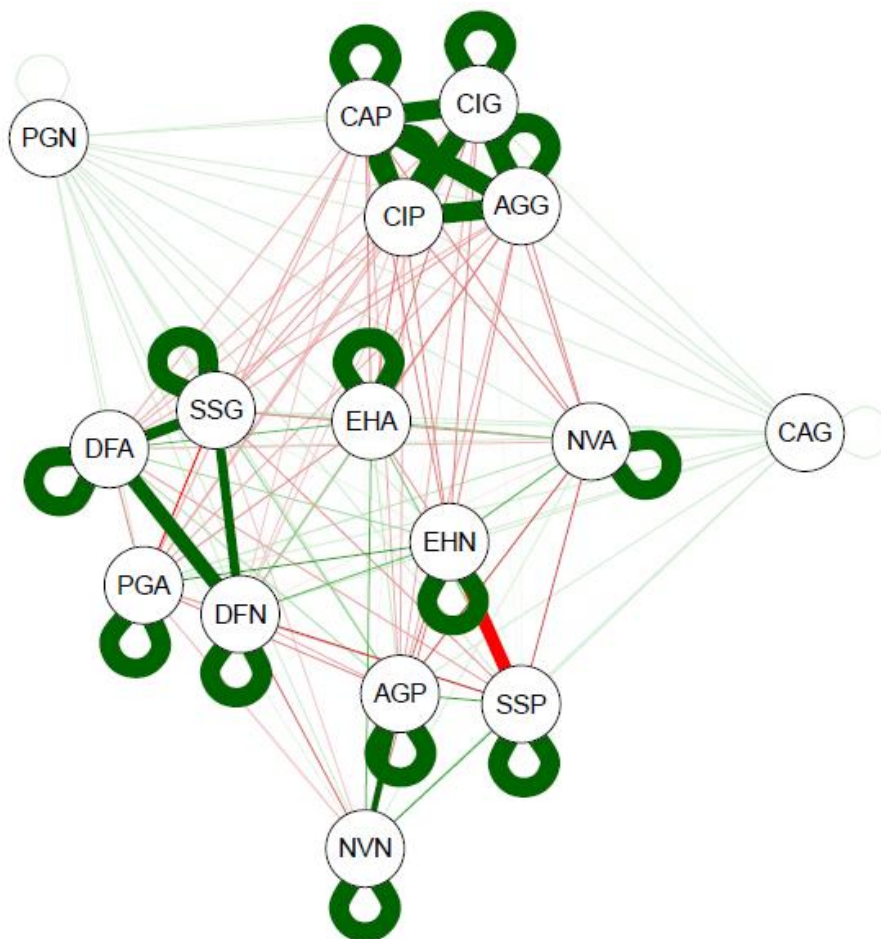 CIG
CAP
PGN
AGG
CIP
SSG
EHA
CAG
NVA
DFA
EHN
PGA
DFN
AGP
SSP
NVN